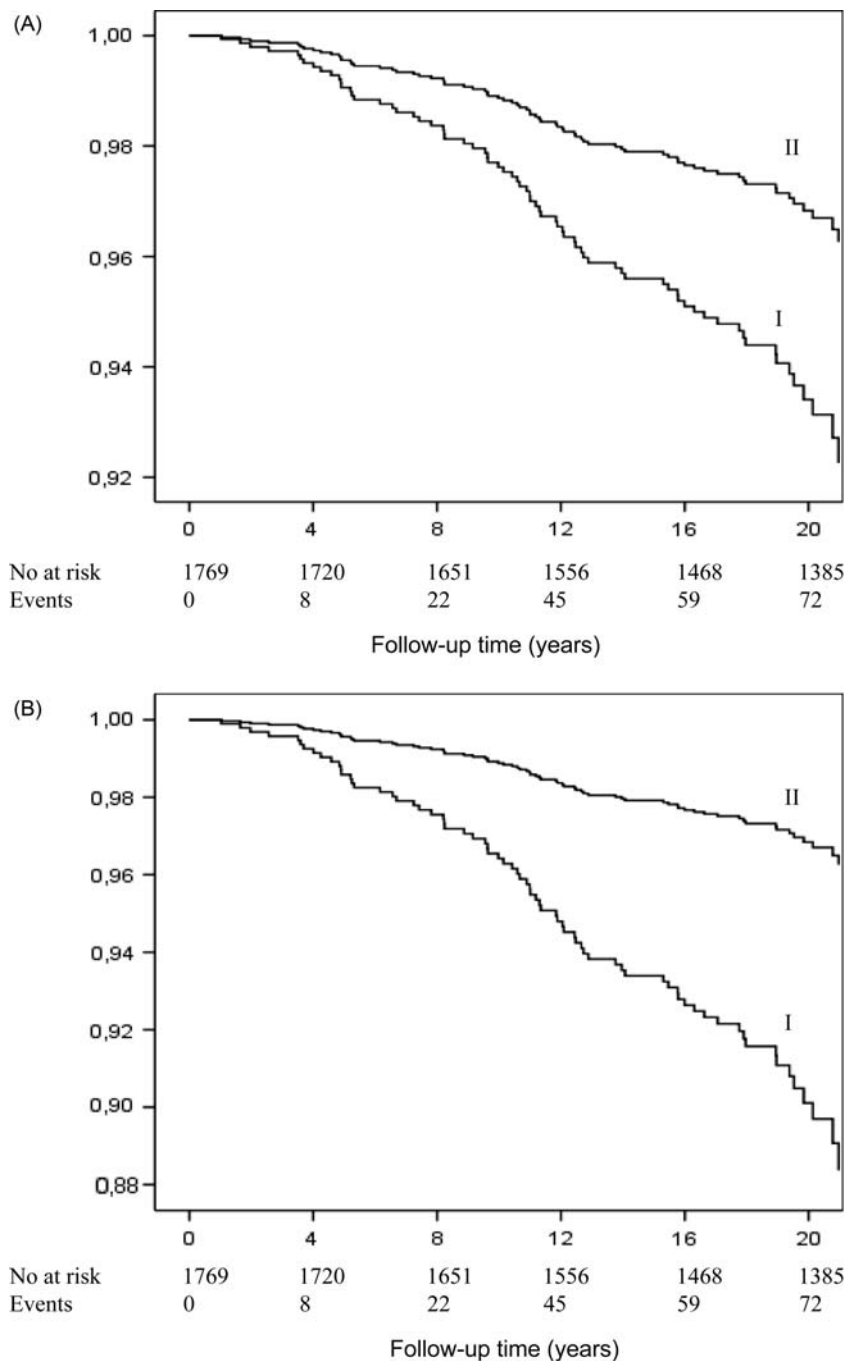 (A)
1,00
0,98
0,96
0,94
0,92
II
I
0 4 8 12 16 20
No at risk 1769 1720 1651 1556 1468 1385
Events 0 8 22 45 59 72
Follow-up time (years)
(B)
1,00
0,98
0,96
0,94
0,92
0,90
0,88
II
I
0 4 8 12 16 20
No at risk 1769 1720 1651 1556 1468 1385
Events 0 8 22 45 59 72
Follow-up time (years)